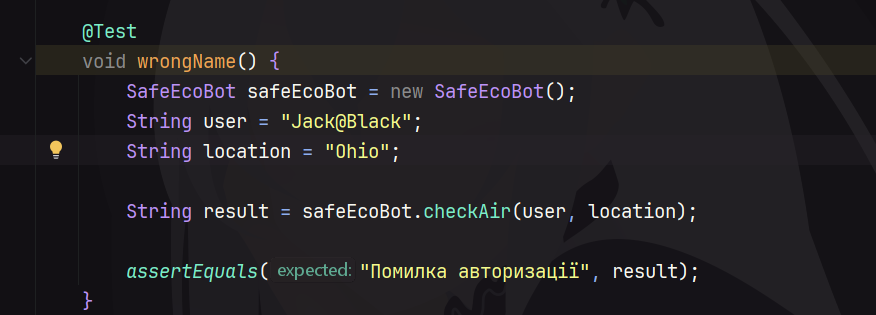 @Test
void wrongName() {
SafeEcoBot safeEcoBot = new SafeEcoBot();
String user = "Jack@Black";
String location = "Ohio";
String result = safeEcoBot.checkAir(user, location);
assertEquals( expected: "Помилка авторизації", result);
}